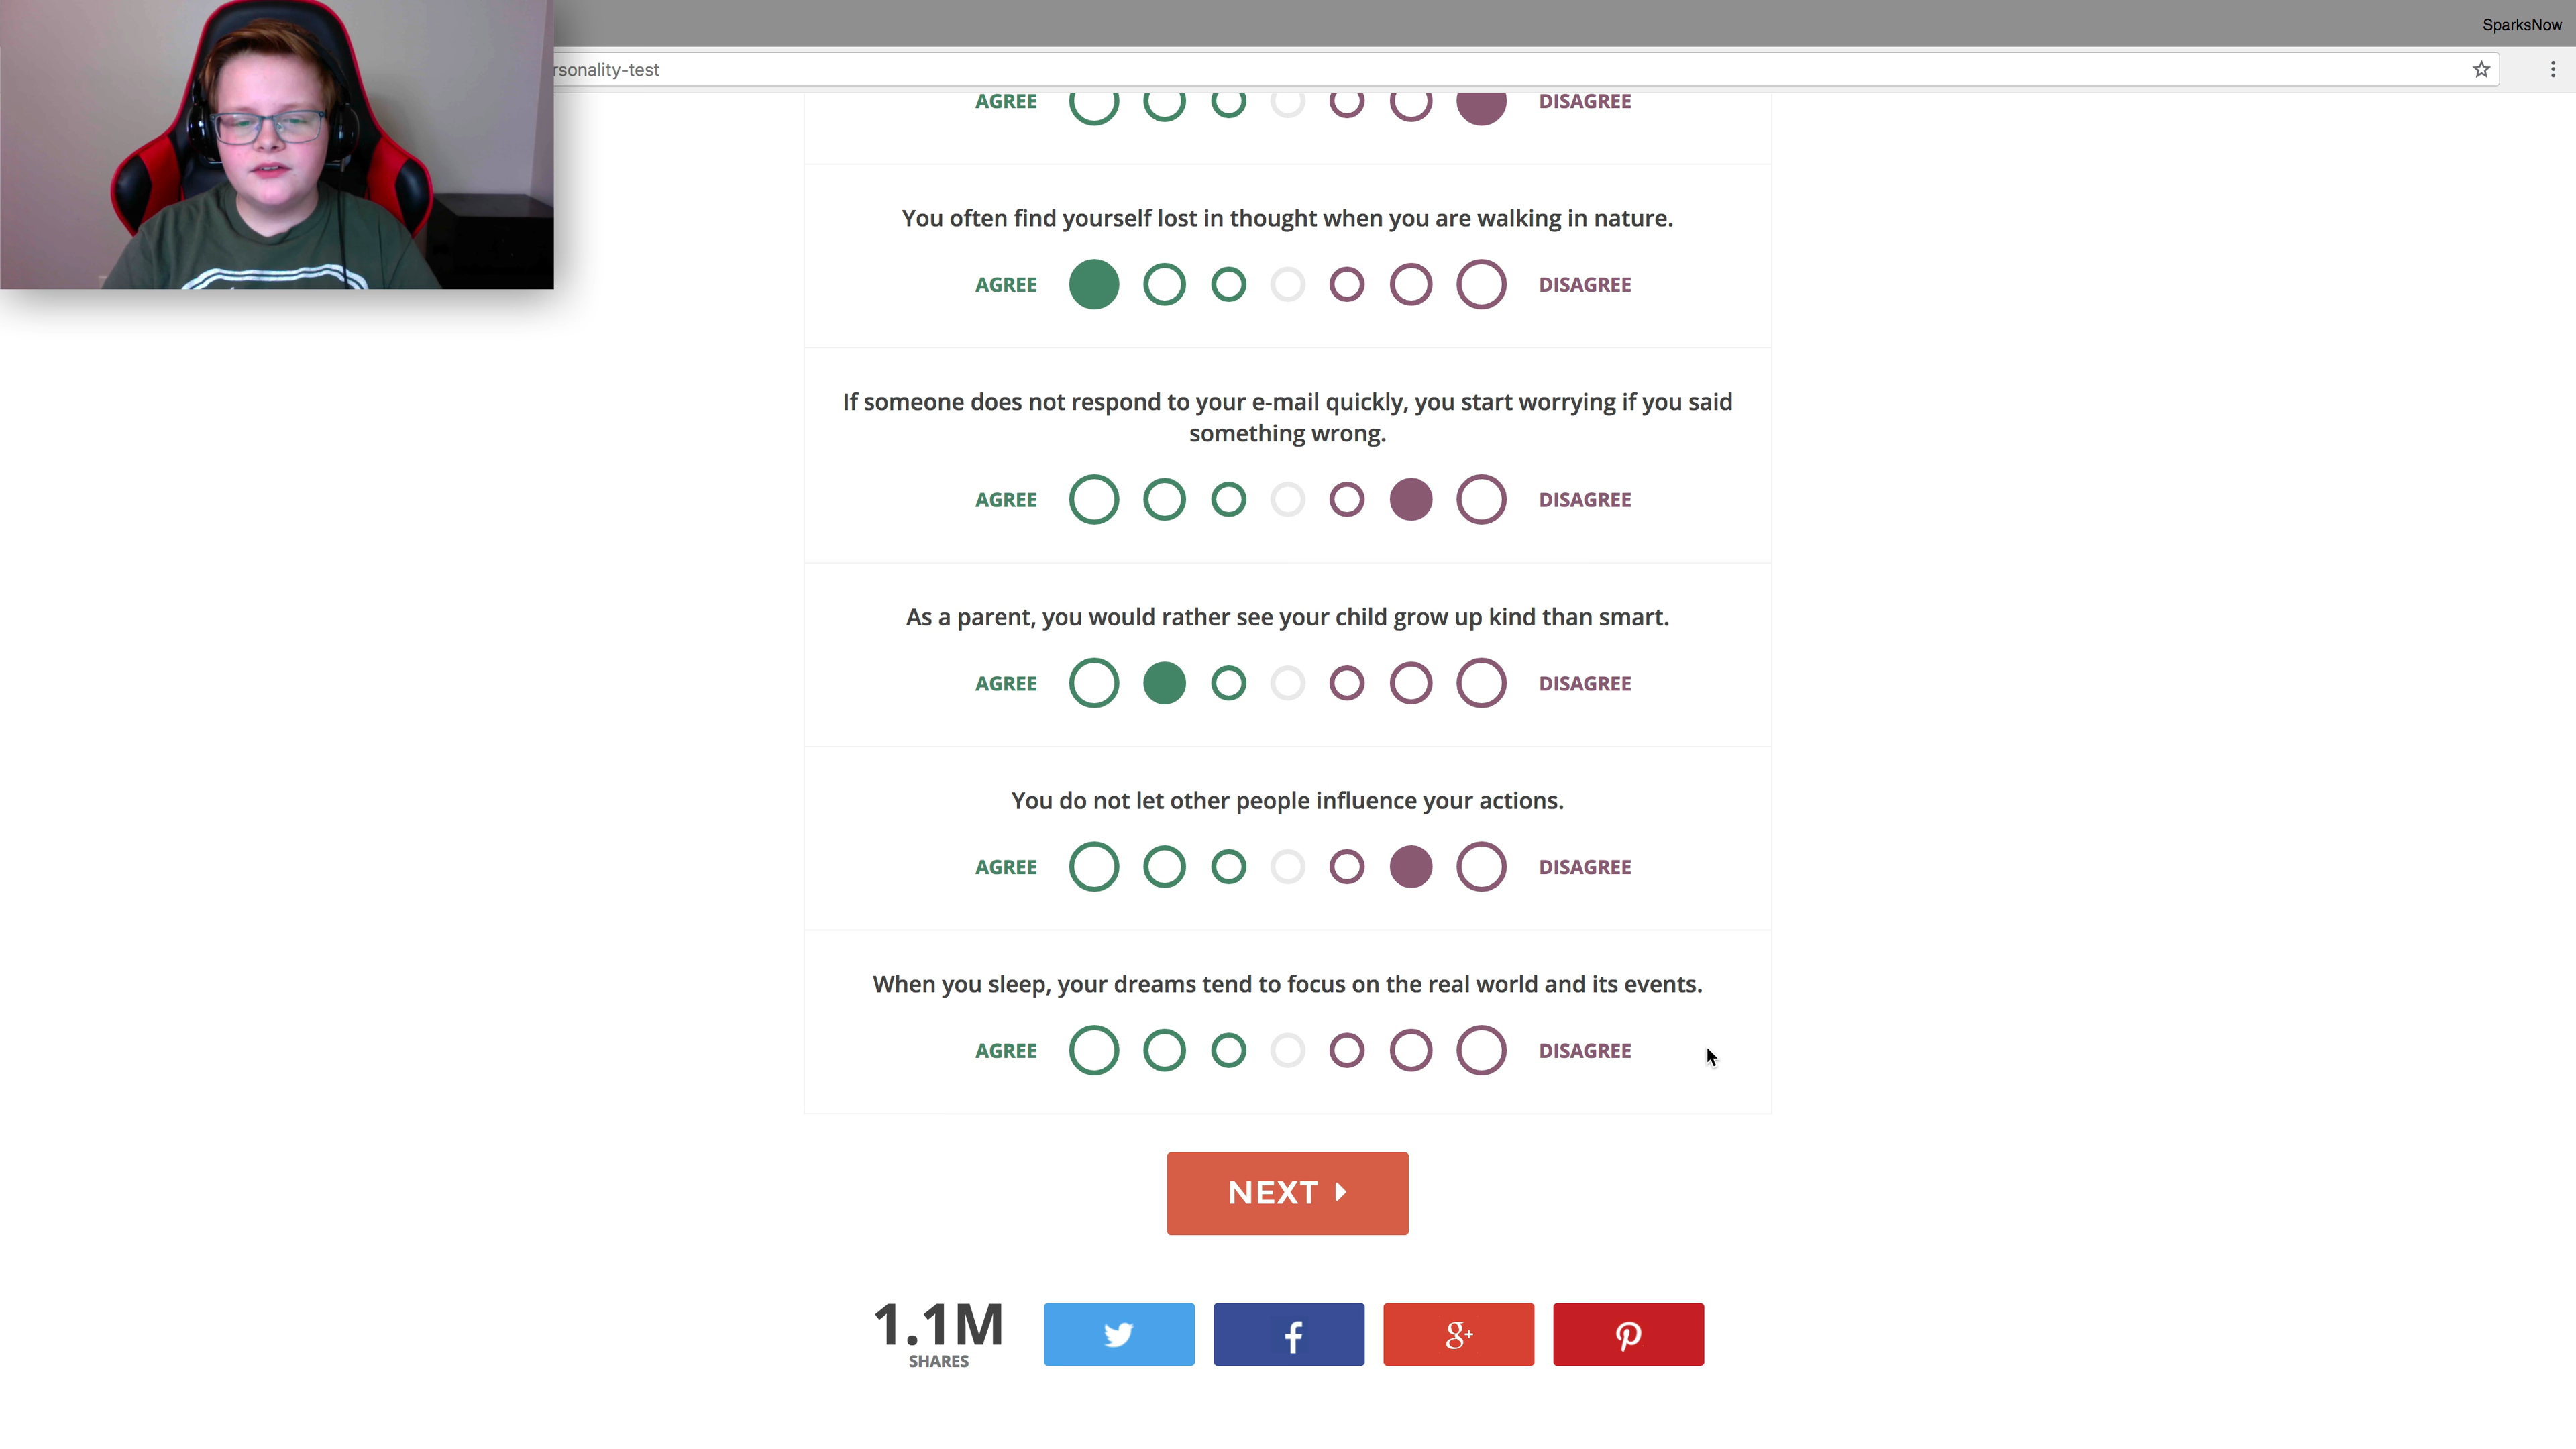 SparksNow
rsonality-test
AGREE DISAGREE
You often find yourself lost in thought when you are walking in nature.
AGREE DISAGREE
If someone does not respond to your e-mail quickly, you start worrying if you said
something wrong.
AGREE DISAGREE
As a parent, you would rather see your child grow up kind than smart.
AGREE DISAGREE
You do not let other people influence your actions.
AGREE DISAGREE
When you sleep, your dreams tend to focus on the real world and its events.
AGREE DISAGREE
NEXT
1.1M
SHARES
f
g+